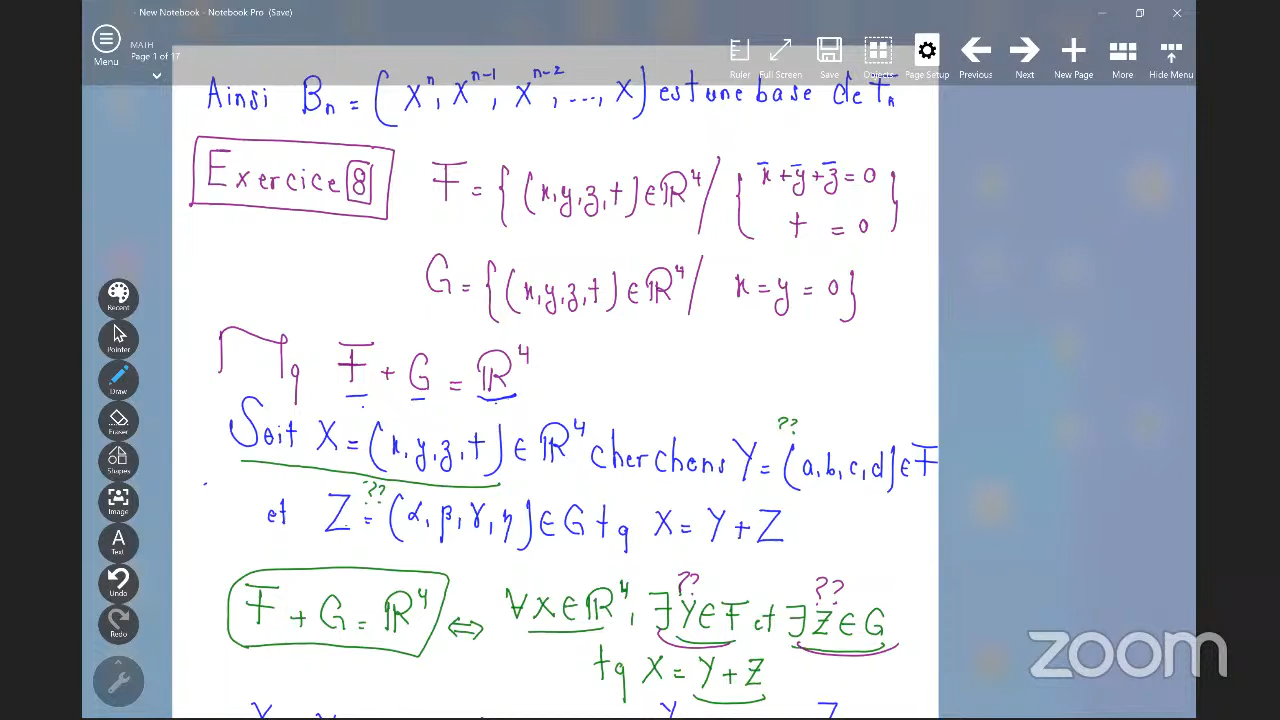 - New Notebook - Notebook Pro (Save)
Menu
MATH
Page 1 of 17
Ruler
Full Screen
Save
Objects
Page Setup
Previous
Next
New Page
More
Hide Menu
Recent
Pointer
Draw
Eraser
Shapes
Image
A
Text
Undo
Redo
Ainsi Bn = (Xⁿ, Xⁿ⁻¹, Xⁿ⁻², ..., X) est une base de
Exercice 8
F = { (x, y, z, t) ∈ ℝ⁴ / { x + y + z = 0
t = 0 }
G = { (x, y, z, t) ∈ ℝ⁴ / x = y = 0 }
Mq F + G = ℝ⁴
??
Soit X = (x, y, z, t) ∈ ℝ⁴ cherchons Y = (a, b, c, d) ∈ F
??
et Z = (α, β, γ, η) ∈ G tq X = Y + Z
?? ??
F + G = ℝ⁴ ⇔ ∀ X ∈ ℝ⁴, ∃ Y ∈ F et ∃ Z ∈ G
tq X = Y + Z
zoom